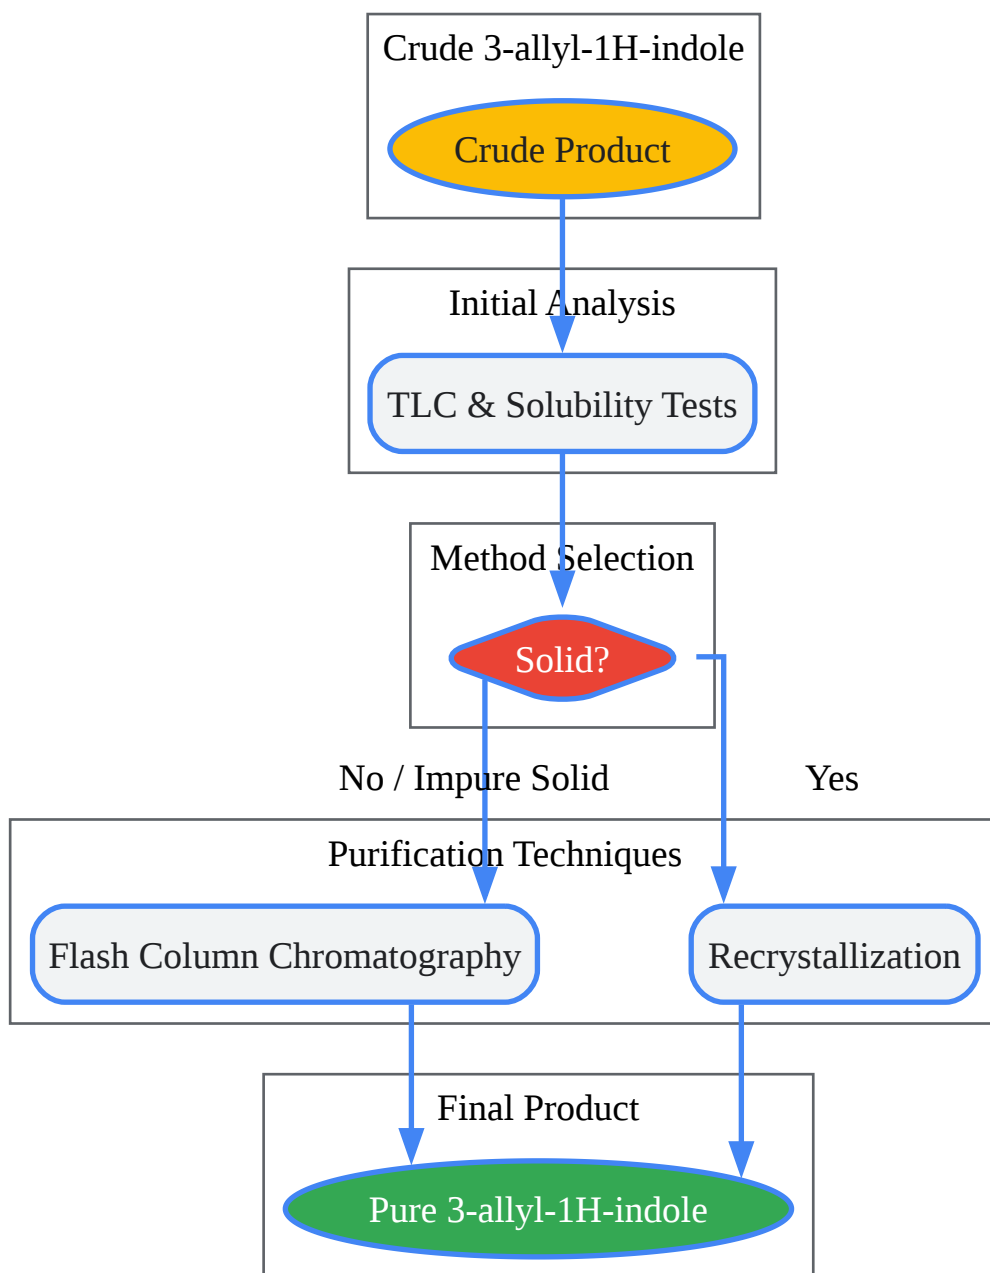 Crude 3-allyl-1H-indole
Crude Product
Initial Analysis
TLC & Solubility Tests
Method Selection
Solid?
No / Impure Solid
Yes
Purification Techniques
Flash Column Chromatography
Recrystallization
Final Product
Pure 3-allyl-1H-indole